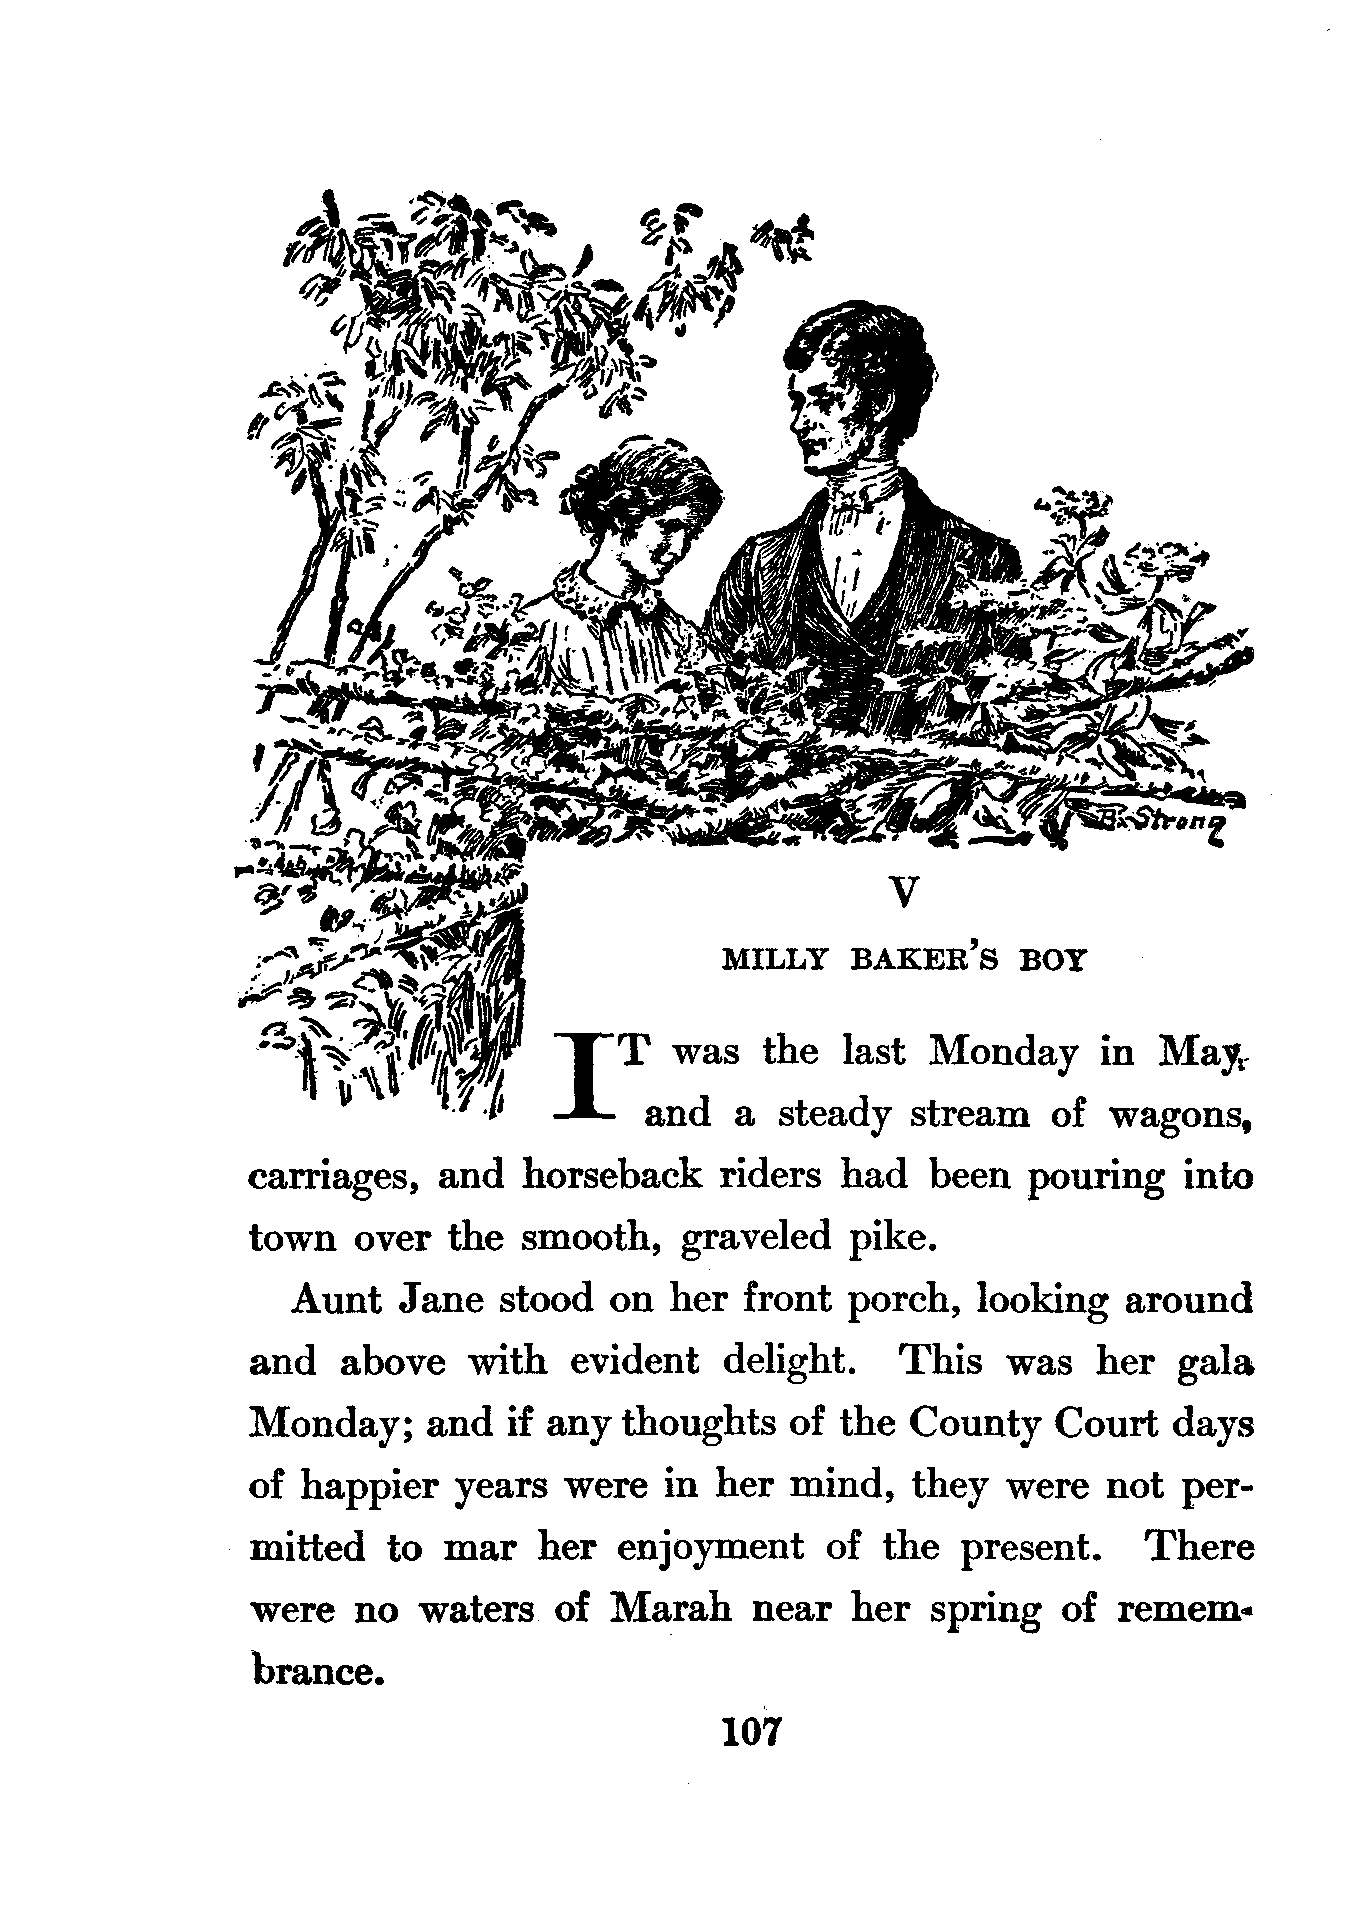 B. Strong
V
MILLY BAKER'S BOY
IT was the last Monday in May,
and a steady stream of wagons,
carriages, and horseback riders had been pouring into
town over the smooth, graveled pike.
Aunt Jane stood on her front porch, looking around
and above with evident delight. This was her gala
Monday; and if any thoughts of the County Court days
of happier years were in her mind, they were not per-
mitted to mar her enjoyment of the present. There
were no waters of Marah near her spring of remem-
brance.
107